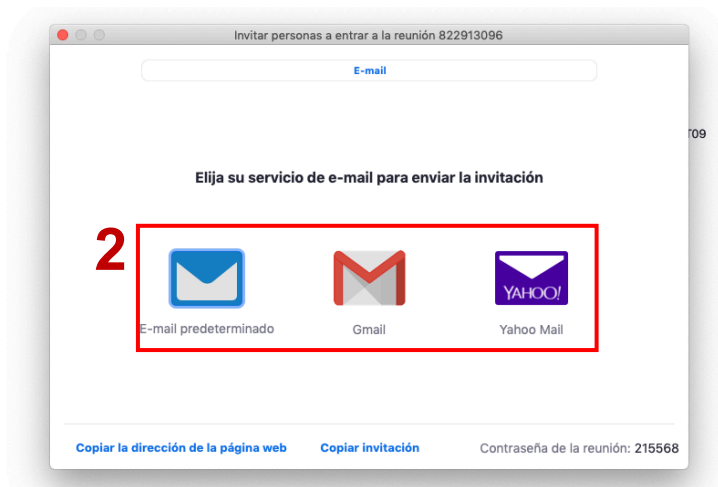 Invitar personas a entrar a la reunión 822913096
E-mail
T09
Elija su servicio de e-mail para enviar la invitación
2
YAHOO!
E-mail predeterminado
Gmail
Yahoo Mail
Copiar la dirección de la página web
Copiar invitación
Contraseña de la reunión: 215568